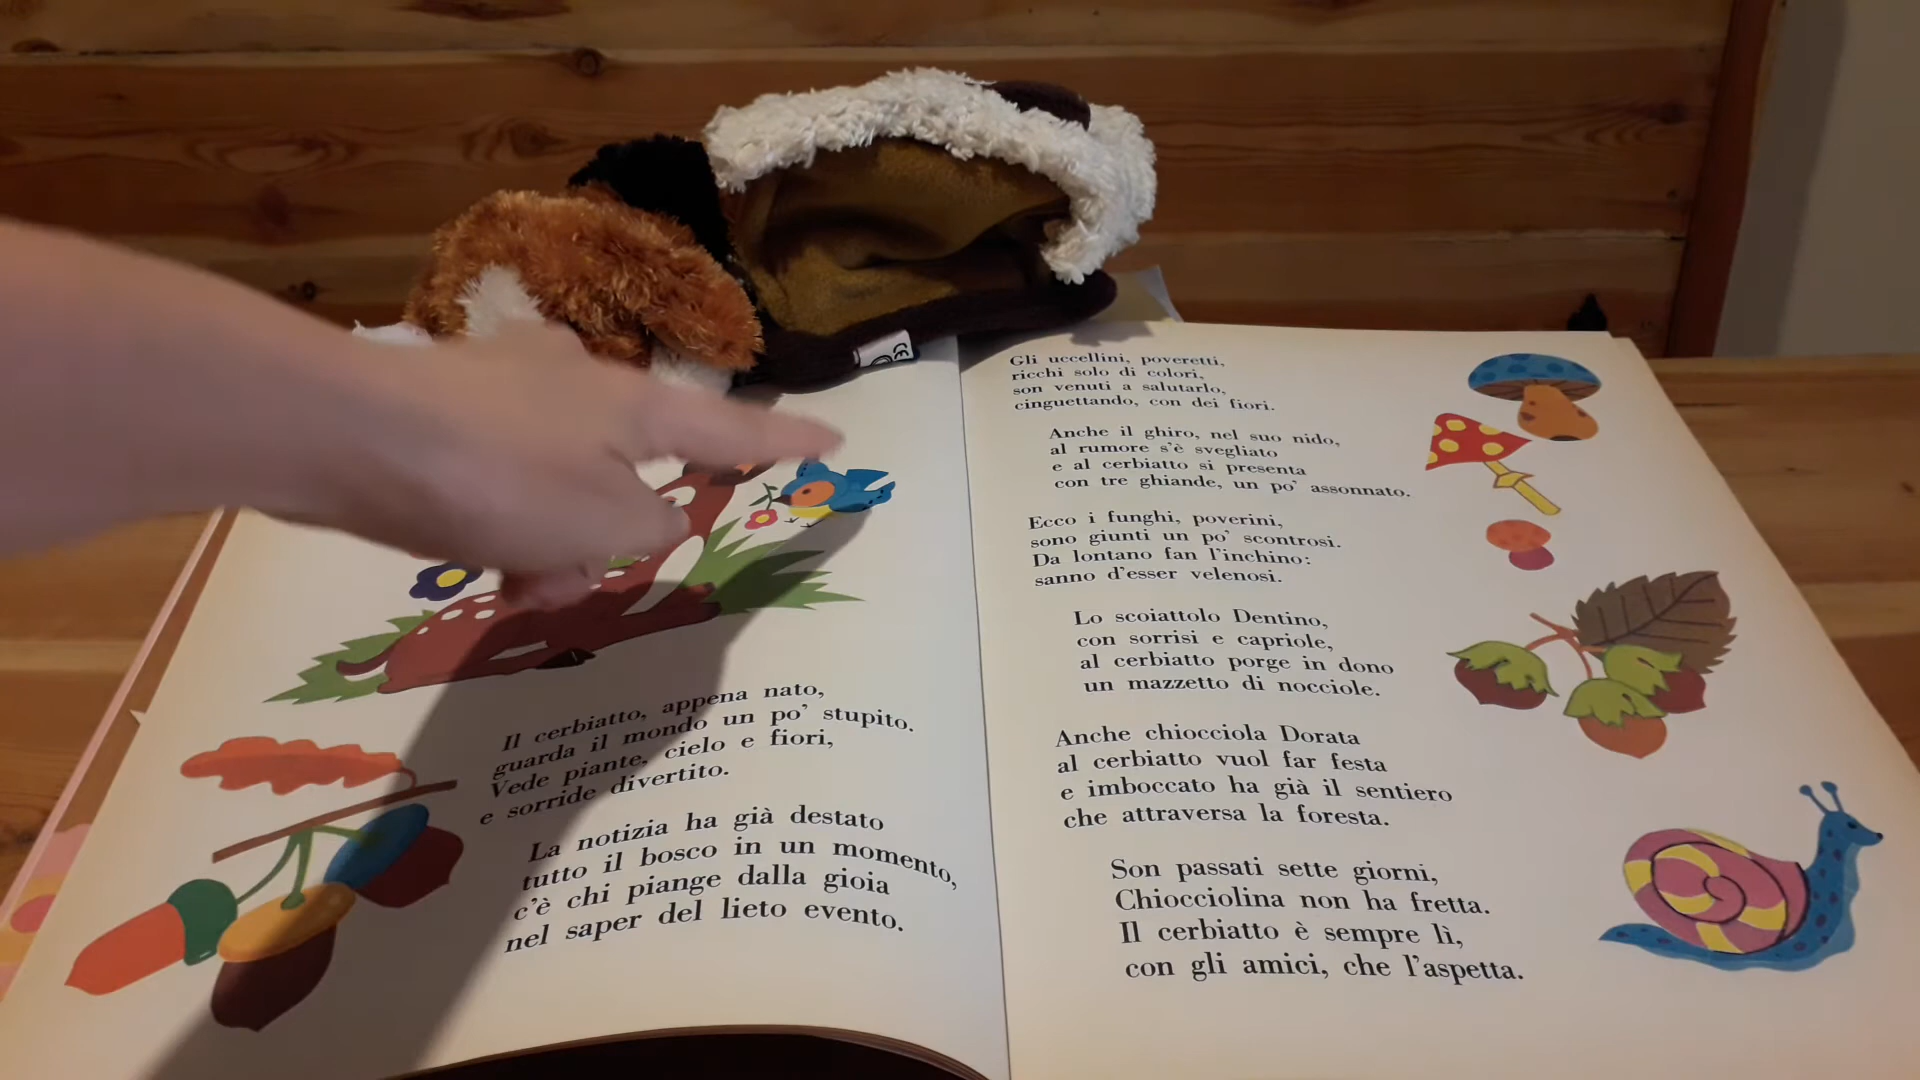 Il cerbiatto, appena nato,
guarda il mondo un po' stupito.
Vede piante, cielo e fiori,
e sorride divertito.
La notizia ha già destato
tutto il bosco in un momento,
c'è chi piange dalla gioia
nel saper del lieto evento.
CE
Gli uccellini, poveretti,
ricchi solo di colori,
son venuti a salutarlo,
cinguettando, con dei fiori.
Anche il ghiro, nel suo nido,
al rumore s'è svegliato
e al cerbiatto si presenta
con tre ghiande, un po' assonnato.
Ecco i funghi, poverini,
sono giunti un po' scontrosi.
Da lontano fan l'inchino:
sanno d'esser velenosi.
Lo scoiattolo Dentino,
con sorrisi e capriole,
al cerbiatto porge in dono
un mazzetto di nocciole.
Anche chiocciola Dorata
al cerbiatto vuol far festa
e imboccato ha già il sentiero
che attraversa la foresta.
Son passati sette giorni,
Chiocciolina non ha fretta.
Il cerbiatto è sempre lì,
con gli amici, che l'aspetta.